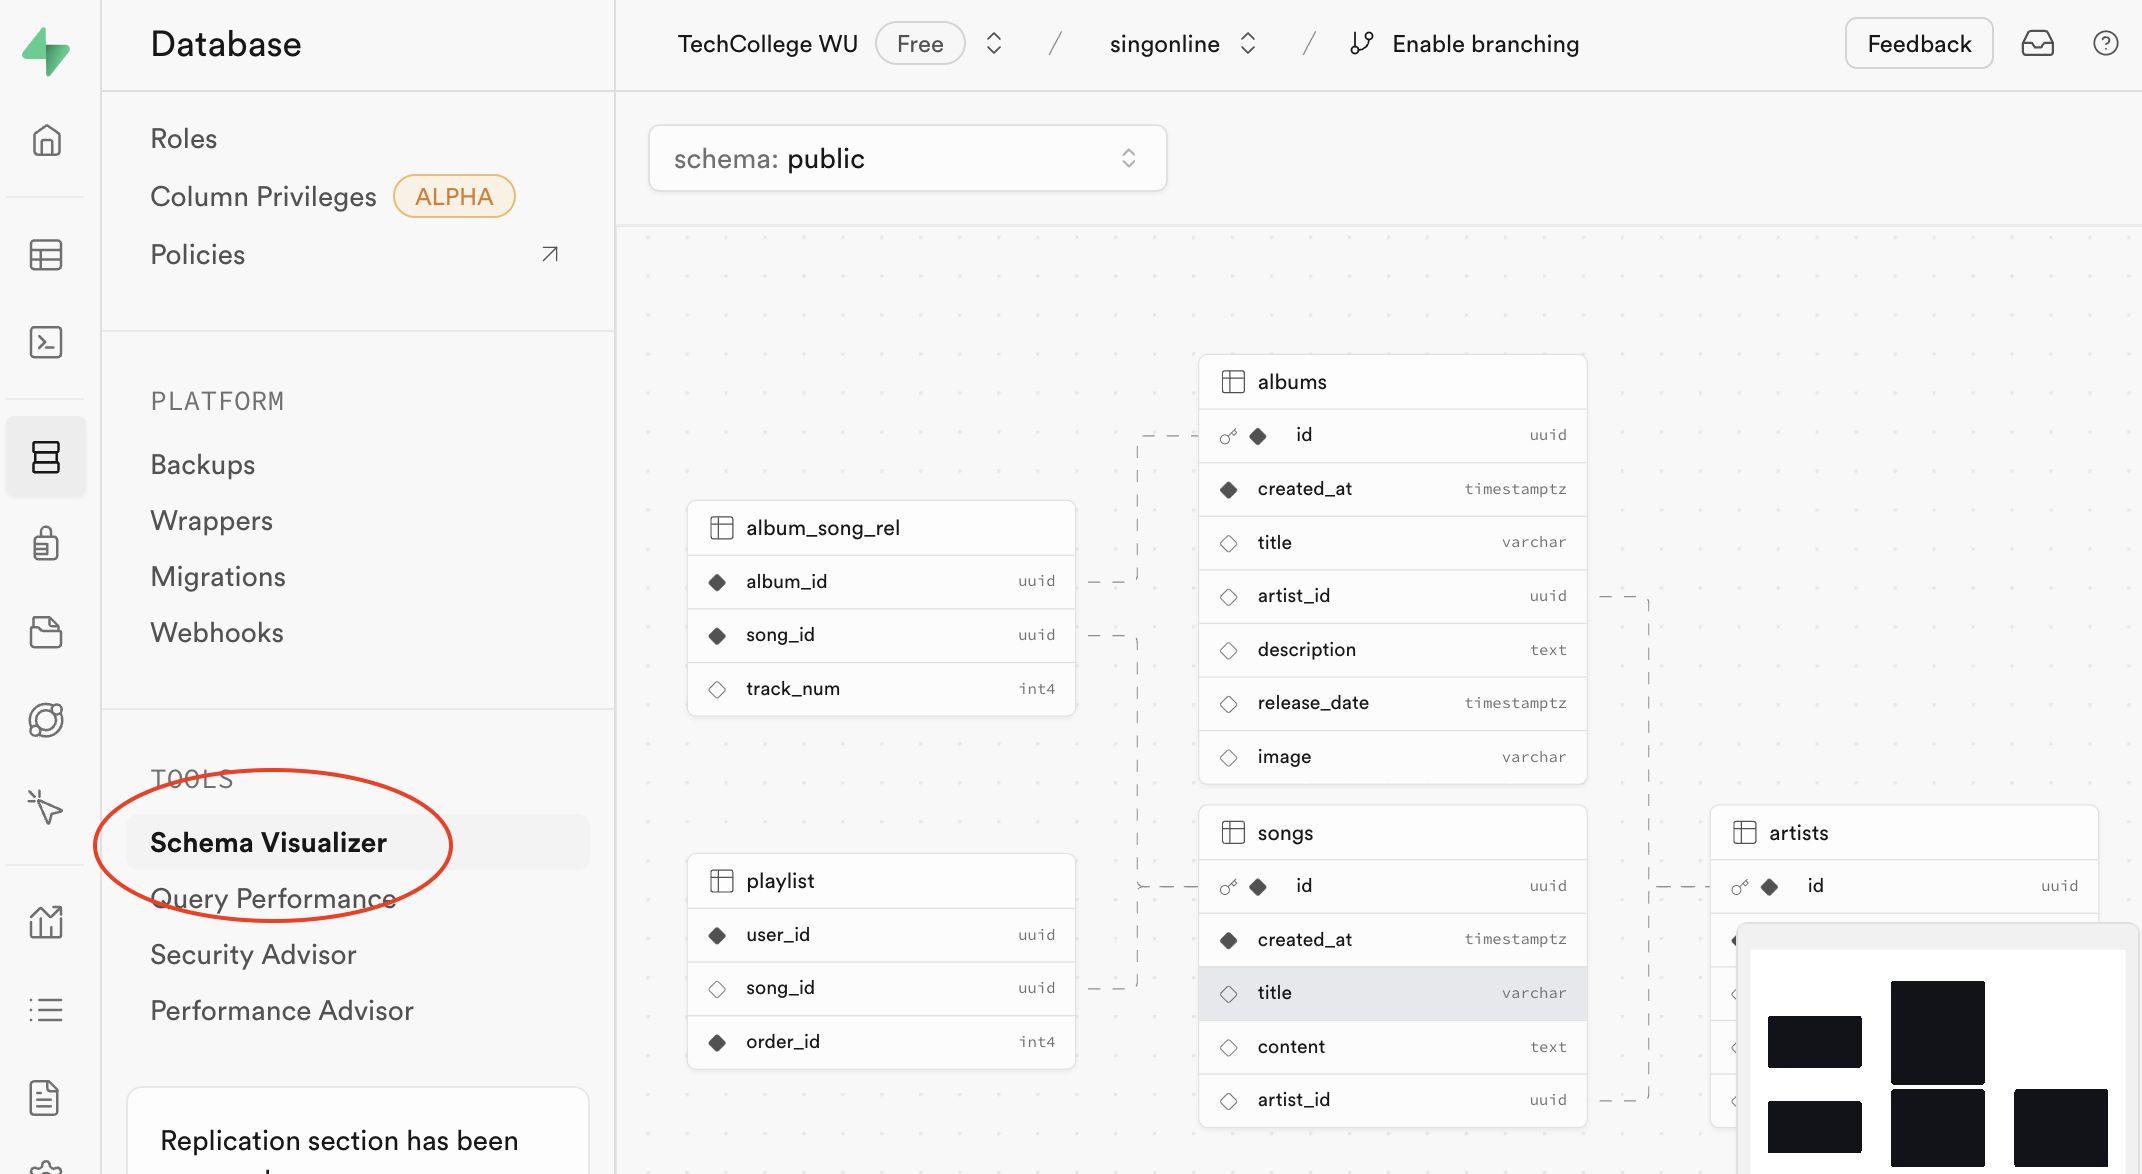 Database
TechCollege WU Free / singonline / Enable branching
Feedback
Roles
Column Privileges ALPHA
Policies
PLATFORM
Backups
Wrappers
Migrations
Webhooks
TOOLS
Schema Visualizer
Query Performance
Security Advisor
Performance Advisor
Replication section has been
schema: public
album_song_rel
album_id uuid
song_id uuid
track_num int4
playlist
user_id uuid
song_id uuid
order_id int4
albums
id uuid
created_at timestamptz
title varchar
artist_id uuid
description text
release_date timestamptz
image varchar
songs
id uuid
created_at timestamptz
title varchar
content text
artist_id uuid
artists
id uuid